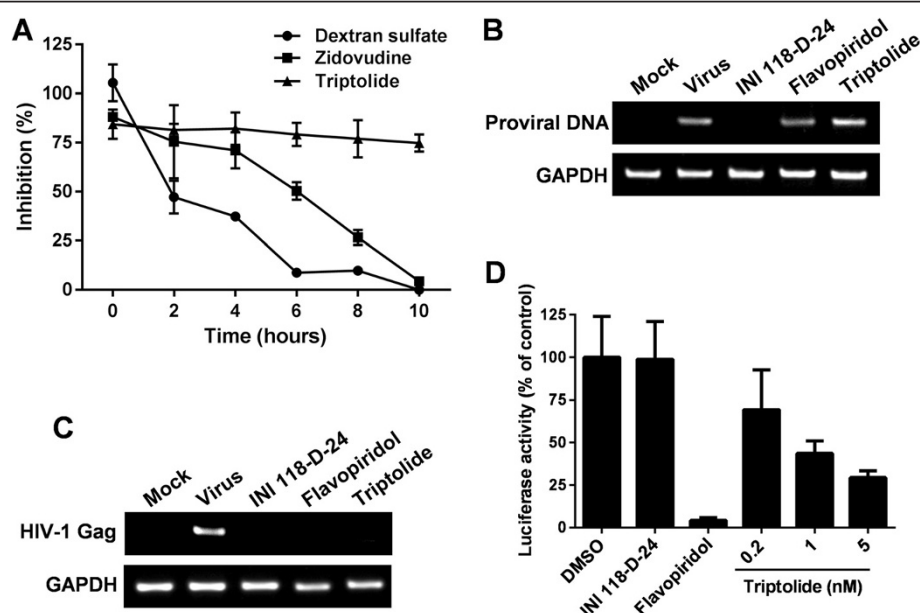 A
Dextran sulfate
Zidovudine
Triptolide
Inhibition (%)
125
100
75
50
25
0
0 2 4 6 8 10
Time (hours)
B
Mock Virus INI 118-D-24 Flavopiridol Triptolide
Proviral DNA
GAPDH
C
Mock Virus INI 118-D-24 Flavopiridol Triptolide
HIV-1 Gag
GAPDH
D
Luciferase activity (% of control)
125
100
75
50
25
0
DMSO INI 118-D-24 Flavopiridol 0.2 1 5
Triptolide (nM)